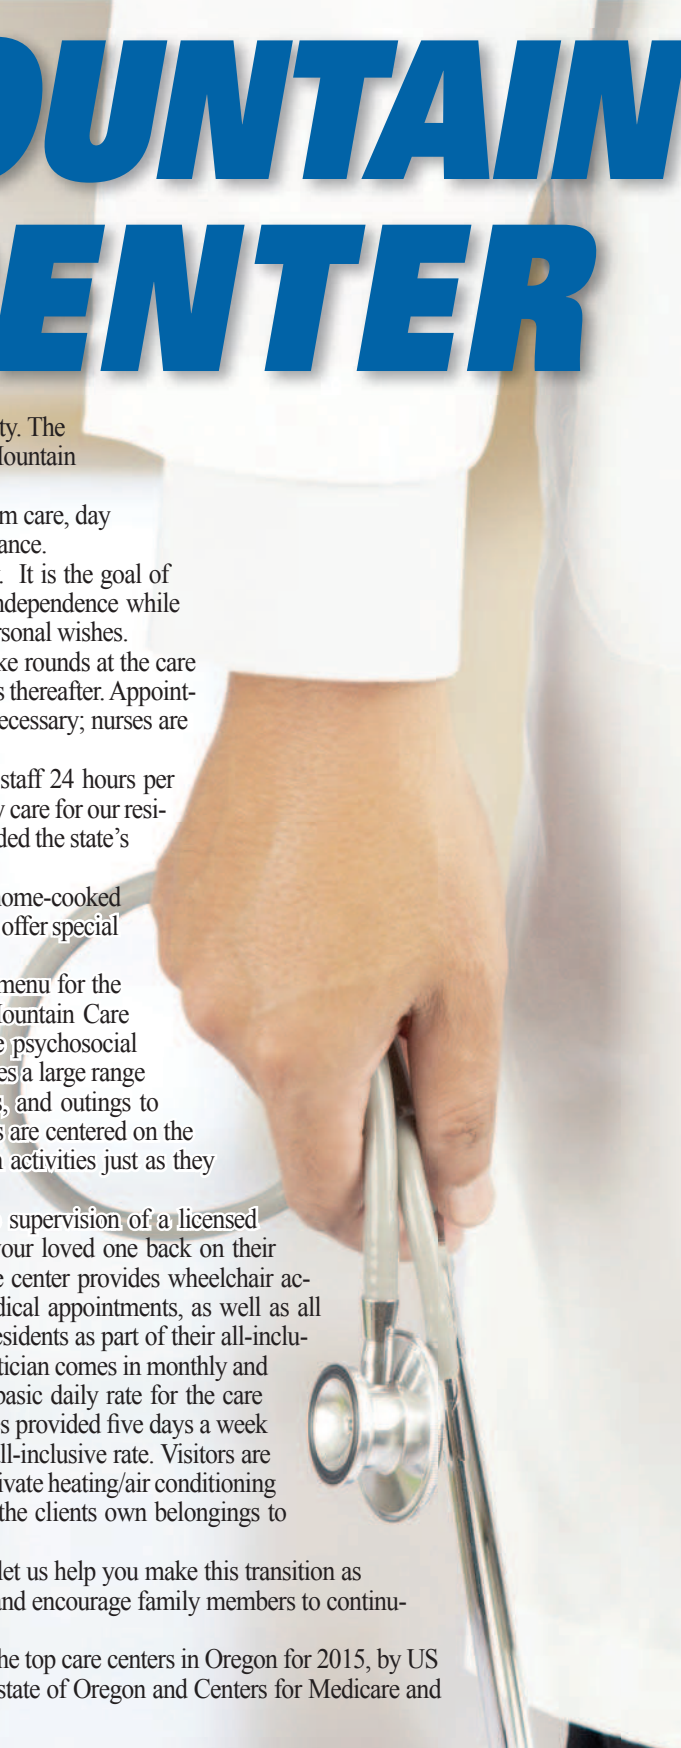 OUNTAIN
ENTER
ty. The
ountain
m care, day
ance.
. It is the goal of
ndependence while
rsonal wishes.
ke rounds at the care
s thereafter. Appoint-
ecessary; nurses are
staff 24 hours per
y care for our resi-
ded the state's
ome-cooked
offer special
menu for the
ountain Care
e psychosocial
es a large range
s, and outings to
s are centered on the
n activities just as they
supervision of a licensed
your loved one back on their
e center provides wheelchair ac-
dical appointments, as well as all
esidents as part of their all-inclu-
tician comes in monthly and
basic daily rate for the care
s provided five days a week
ll-inclusive rate. Visitors are
ivate heating/air conditioning
the clients own belongings to
let us help you make this transition as
and encourage family members to continu-
he top care centers in Oregon for 2015, by US
state of Oregon and Centers for Medicare and